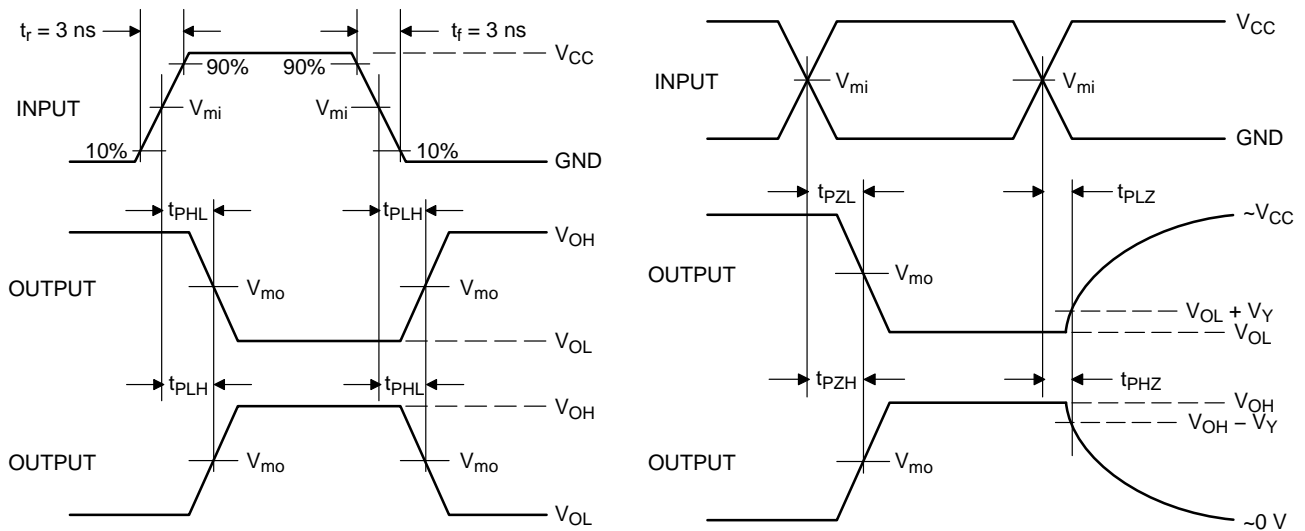 t_r = 3 ns
t_f = 3 ns
V_CC
90%
90%
INPUT
V_mi
V_mi
10%
10%
GND
t_PHL
t_PLH
V_OH
OUTPUT
V_mo
V_mo
V_OL
t_PLH
t_PHL
V_OH
OUTPUT
V_mo
V_mo
V_OL
V_CC
INPUT
V_mi
V_mi
GND
t_PZL
t_PLZ
~V_CC
OUTPUT
V_mo
V_OL + V_Y
V_OL
t_PZH
t_PHZ
V_OH
V_OH – V_Y
OUTPUT
V_mo
~0 V